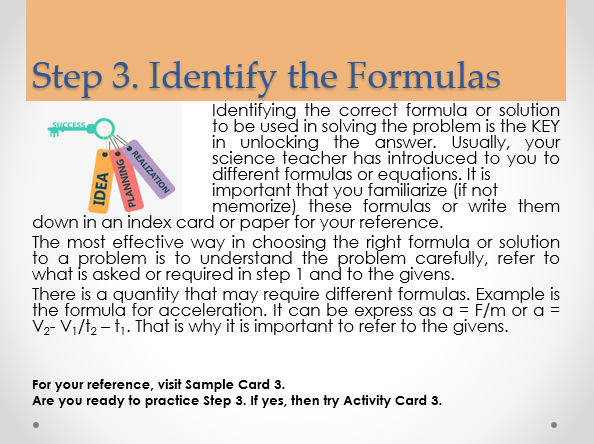 Step 3. Identify the Formulas
SUCCESS
IDEA
PLANNING
REALIZATION
Identifying the correct formula or solution
to be used in solving the problem is the KEY
in unlocking the answer. Usually, your
science teacher has introduced to you to
different formulas or equations. It is
important that you familiarize (if not
memorize) these formulas or write them
down in an index card or paper for your reference.
The most effective way in choosing the right formula or solution
to a problem is to understand the problem carefully, refer to
what is asked or required in step 1 and to the givens.
There is a quantity that may require different formulas. Example is
the formula for acceleration. It can be express as a = F/m or a =
V₂- V₁/t₂ – t₁. That is why it is important to refer to the givens.
For your reference, visit Sample Card 3.
Are you ready to practice Step 3. If yes, then try Activity Card 3.